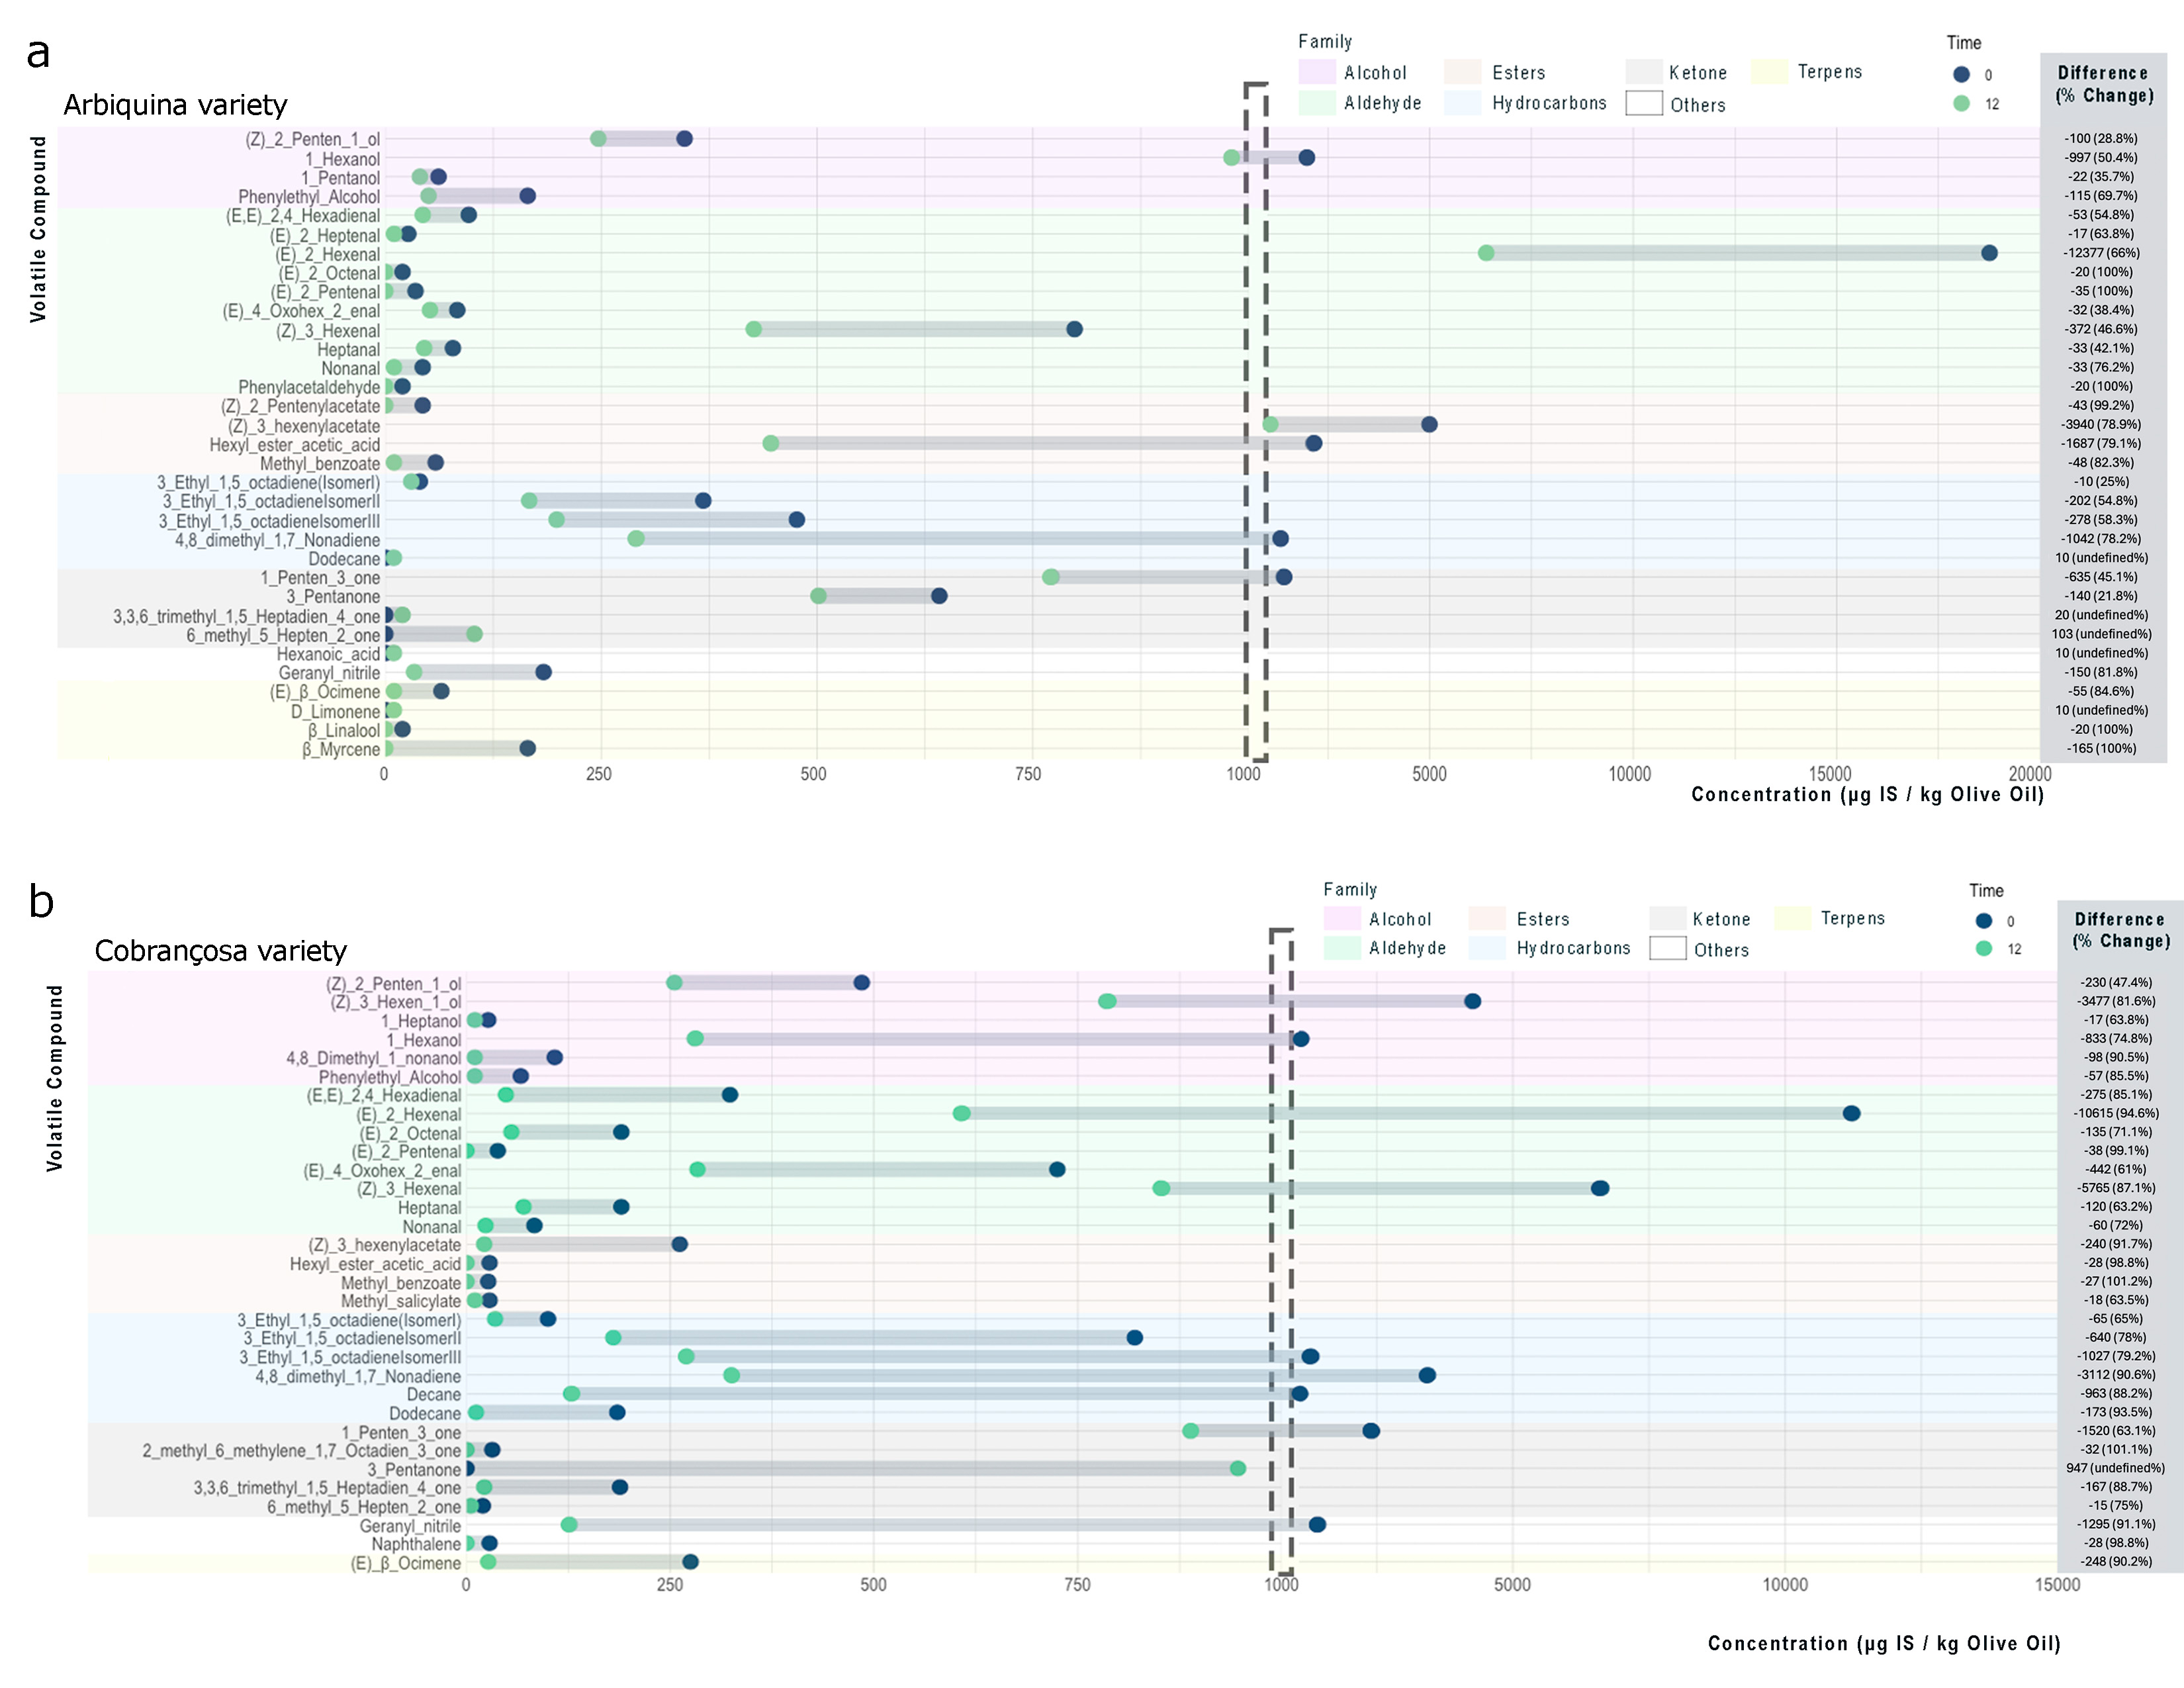 a
Arbiquina variety
Family
Alcohol
Esters
Ketone
Terpens
Aldehyde
Hydrocarbons
Others
Time
0
12
Difference
(% Change)
Volatile Compound
(Z)_2_Penten_1_ol -100 (28.8%)
1_Hexanol -997 (50.4%)
1_Pentanol -22 (35.7%)
Phenylethyl_Alcohol -115 (69.7%)
(E,E)_2,4_Hexadienal -53 (54.8%)
(E)_2_Heptenal -17 (63.8%)
(E)_2_Hexenal -12377 (66%)
(E)_2_Octenal -20 (100%)
(E)_2_Pentenal -35 (100%)
(E)_4_Oxohex_2_enal -32 (38.4%)
(Z)_3_Hexenal -372 (46.6%)
Heptanal -33 (42.1%)
Nonanal -33 (76.2%)
Phenylacetaldehyde -20 (100%)
(Z)_2_Pentenylacetate -43 (99.2%)
(Z)_3_hexenylacetate -3940 (78.9%)
Hexyl_ester_acetic_acid -1687 (79.1%)
Methyl_benzoate -48 (82.3%)
3_Ethyl_1,5_octadiene(IsomerI) -10 (25%)
3_Ethyl_1,5_octadieneIsomerII -202 (54.8%)
3_Ethyl_1,5_octadieneIsomerIII -278 (58.3%)
4,8_dimethyl_1,7_Nonadiene -1042 (78.2%)
Dodecane 10 (undefined%)
1_Penten_3_one -635 (45.1%)
3_Pentanone -140 (21.8%)
3,3,6_trimethyl_1,5_Heptadien_4_one 20 (undefined%)
6_methyl_5_Hepten_2_one 103 (undefined%)
Hexanoic_acid 10 (undefined%)
Geranyl_nitrile -150 (81.8%)
(E)_β_Ocimene -55 (84.6%)
D_Limonene 10 (undefined%)
β_Linalool -20 (100%)
β_Myrcene -165 (100%)
0 250 500 750 1000 5000 10000 15000 20000
Concentration (µg IS / kg Olive Oil)
b
Cobrançosa variety
Family
Alcohol
Esters
Ketone
Terpens
Aldehyde
Hydrocarbons
Others
Time
0
12
Difference
(% Change)
Volatile Compound
(Z)_2_Penten_1_ol -230 (47.4%)
(Z)_3_Hexen_1_ol -3477 (81.6%)
1_Heptanol -17 (63.8%)
1_Hexanol -833 (74.8%)
4,8_Dimethyl_1_nonanol -98 (90.5%)
Phenylethyl_Alcohol -57 (85.5%)
(E,E)_2,4_Hexadienal -275 (85.1%)
(E)_2_Hexenal -10615 (94.6%)
(E)_2_Octenal -135 (71.1%)
(E)_2_Pentenal -38 (99.1%)
(E)_4_Oxohex_2_enal -442 (61%)
(Z)_3_Hexenal -5765 (87.1%)
Heptanal -120 (63.2%)
Nonanal -60 (72%)
(Z)_3_hexenylacetate -240 (91.7%)
Hexyl_ester_acetic_acid -28 (98.8%)
Methyl_benzoate -27 (101.2%)
Methyl_salicylate -18 (63.5%)
3_Ethyl_1,5_octadiene(IsomerI) -65 (65%)
3_Ethyl_1,5_octadieneIsomerII -640 (78%)
3_Ethyl_1,5_octadieneIsomerIII -1027 (79.2%)
4,8_dimethyl_1,7_Nonadiene -3112 (90.6%)
Decane -963 (88.2%)
Dodecane -173 (93.5%)
1_Penten_3_one -1520 (63.1%)
2_methyl_6_methylene_1,7_Octadien_3_one -32 (101.1%)
3_Pentanone 947 (undefined%)
3,3,6_trimethyl_1,5_Heptadien_4_one -167 (88.7%)
6_methyl_5_Hepten_2_one -15 (75%)
Geranyl_nitrile -1295 (91.1%)
Naphthalene -28 (98.8%)
(E)_β_Ocimene -248 (90.2%)
0 250 500 750 1000 5000 10000 15000
Concentration (µg IS / kg Olive Oil)